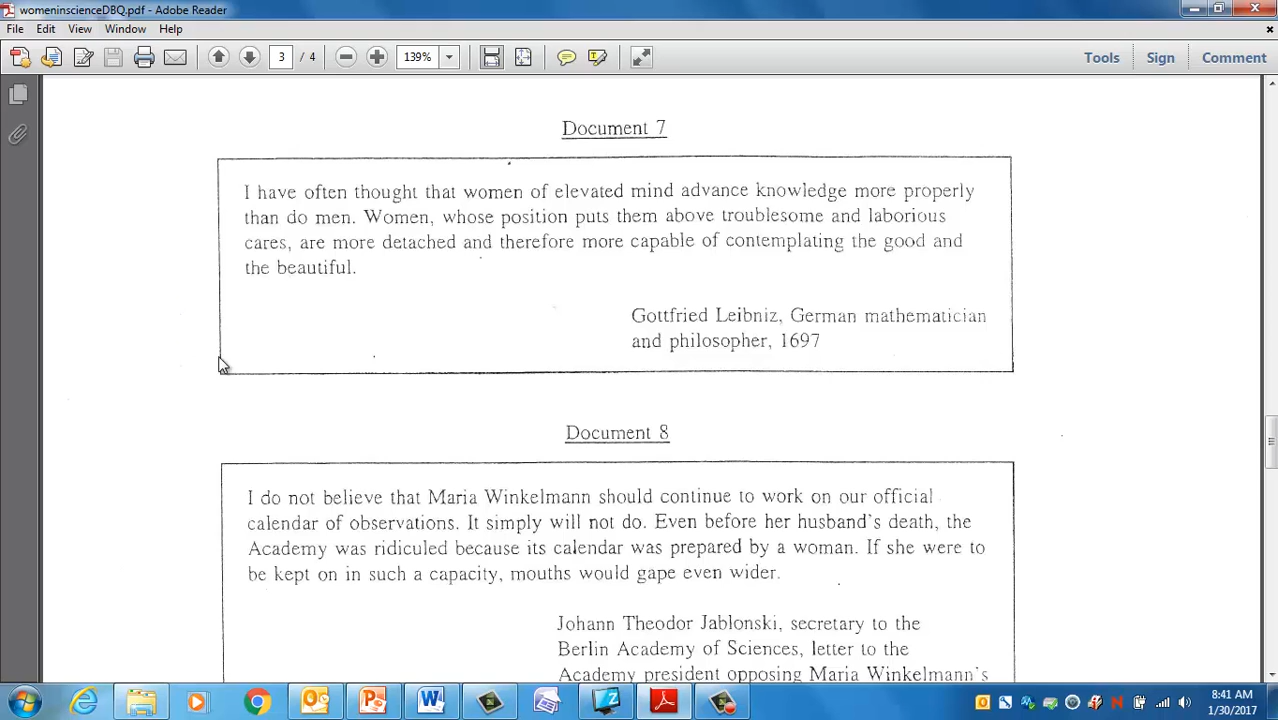 womeninscienceDBQ.pdf - Adobe Reader
File Edit View Window Help
3 / 4 139% Tools Sign Comment
Document 7
I have often thought that women of elevated mind advance knowledge more properly
than do men. Women, whose position puts them above troublesome and laborious
cares, are more detached and therefore more capable of contemplating the good and
the beautiful.
Gottfried Leibniz, German mathematician
and philosopher, 1697
Document 8
I do not believe that Maria Winkelmann should continue to work on our official
calendar of observations. It simply will not do. Even before her husband's death, the
Academy was ridiculed because its calendar was prepared by a woman. If she were to
be kept on in such a capacity, mouths would gape even wider.
Johann Theodor Jablonski, secretary to the
Berlin Academy of Sciences, letter to the
Academy president opposing Maria Winkelmann's
8:41 AM
1/30/2017